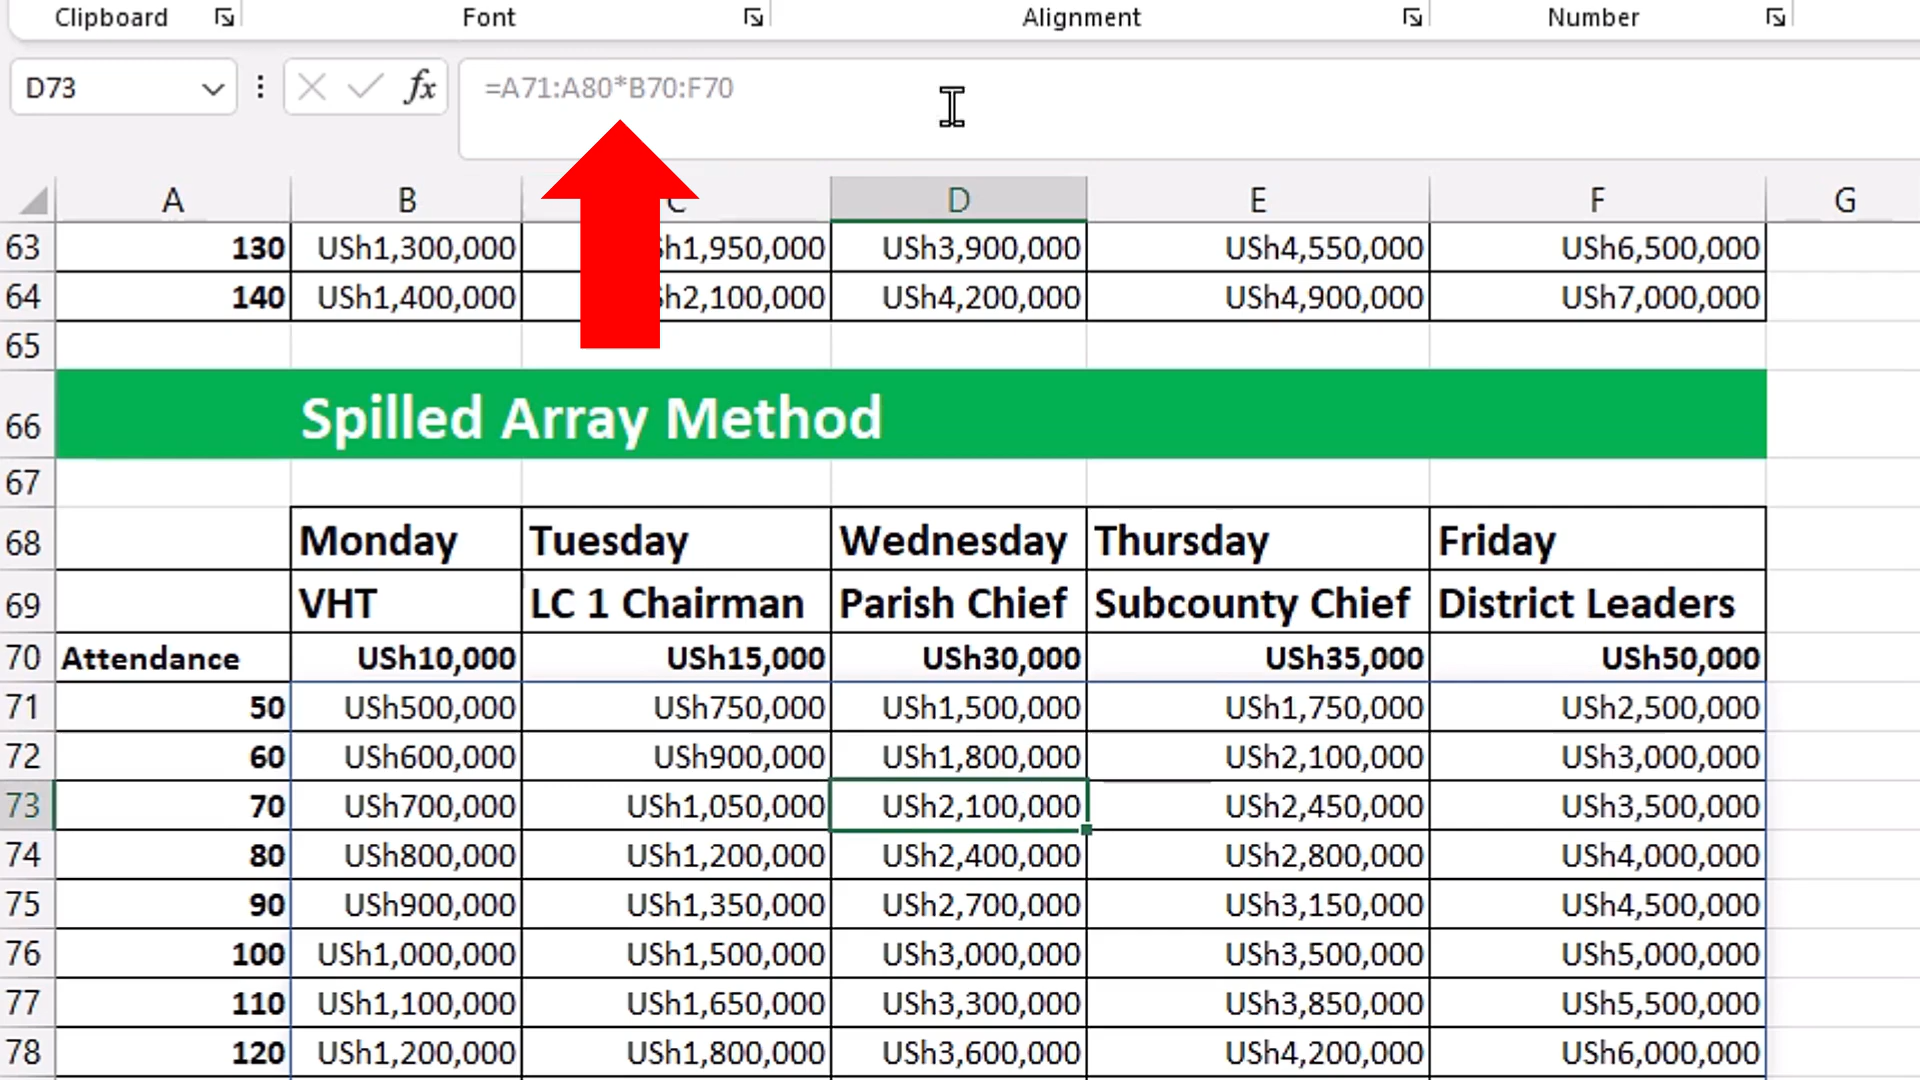 Clipboard Font Alignment Number
D73 fx =A71:A80*B70:F70
A B D E F G
63 130 USh1,300,000 h1,950,000 USh3,900,000 USh4,550,000 USh6,500,000
64 140 USh1,400,000 h2,100,000 USh4,200,000 USh4,900,000 USh7,000,000
65
66 Spilled Array Method
67
68 Monday Tuesday Wednesday Thursday Friday
69 VHT LC 1 Chairman Parish Chief Subcounty Chief District Leaders
70 Attendance USh10,000 USh15,000 USh30,000 USh35,000 USh50,000
71 50 USh500,000 USh750,000 USh1,500,000 USh1,750,000 USh2,500,000
72 60 USh600,000 USh900,000 USh1,800,000 USh2,100,000 USh3,000,000
73 70 USh700,000 USh1,050,000 USh2,100,000 USh2,450,000 USh3,500,000
74 80 USh800,000 USh1,200,000 USh2,400,000 USh2,800,000 USh4,000,000
75 90 USh900,000 USh1,350,000 USh2,700,000 USh3,150,000 USh4,500,000
76 100 USh1,000,000 USh1,500,000 USh3,000,000 USh3,500,000 USh5,000,000
77 110 USh1,100,000 USh1,650,000 USh3,300,000 USh3,850,000 USh5,500,000
78 120 USh1,200,000 USh1,800,000 USh3,600,000 USh4,200,000 USh6,000,000